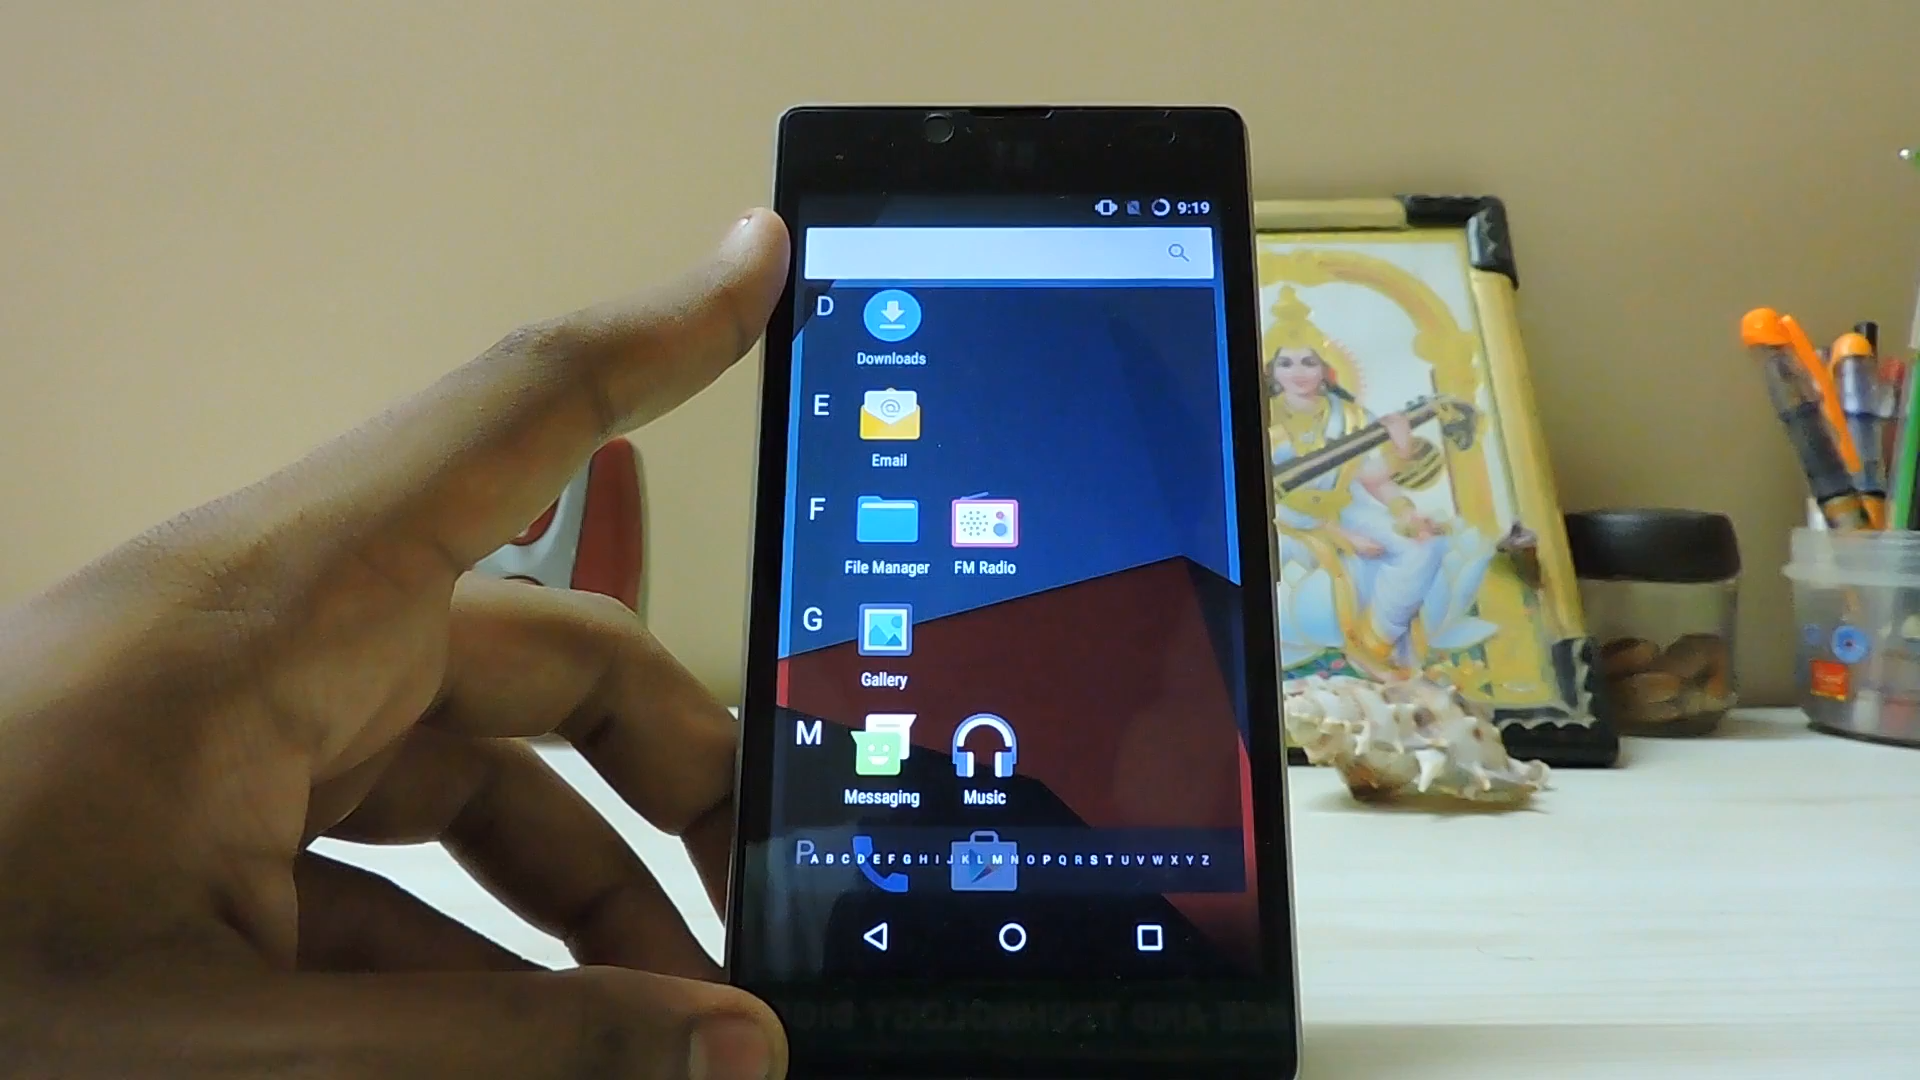 9:19
D
Downloads
E
Email
F
File Manager FM Radio
G
Gallery
M
Messaging Music
P
A B C D E F G H I J K L M N O P Q R S T U V W X Y Z